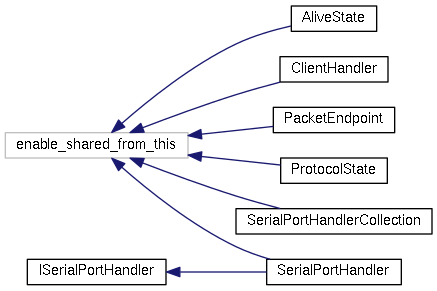 AliveState
ClientHandler
PacketEndpoint
enable_shared_from_this
ProtocolState
SerialPortHandlerCollection
ISerialPortHandler
SerialPortHandler